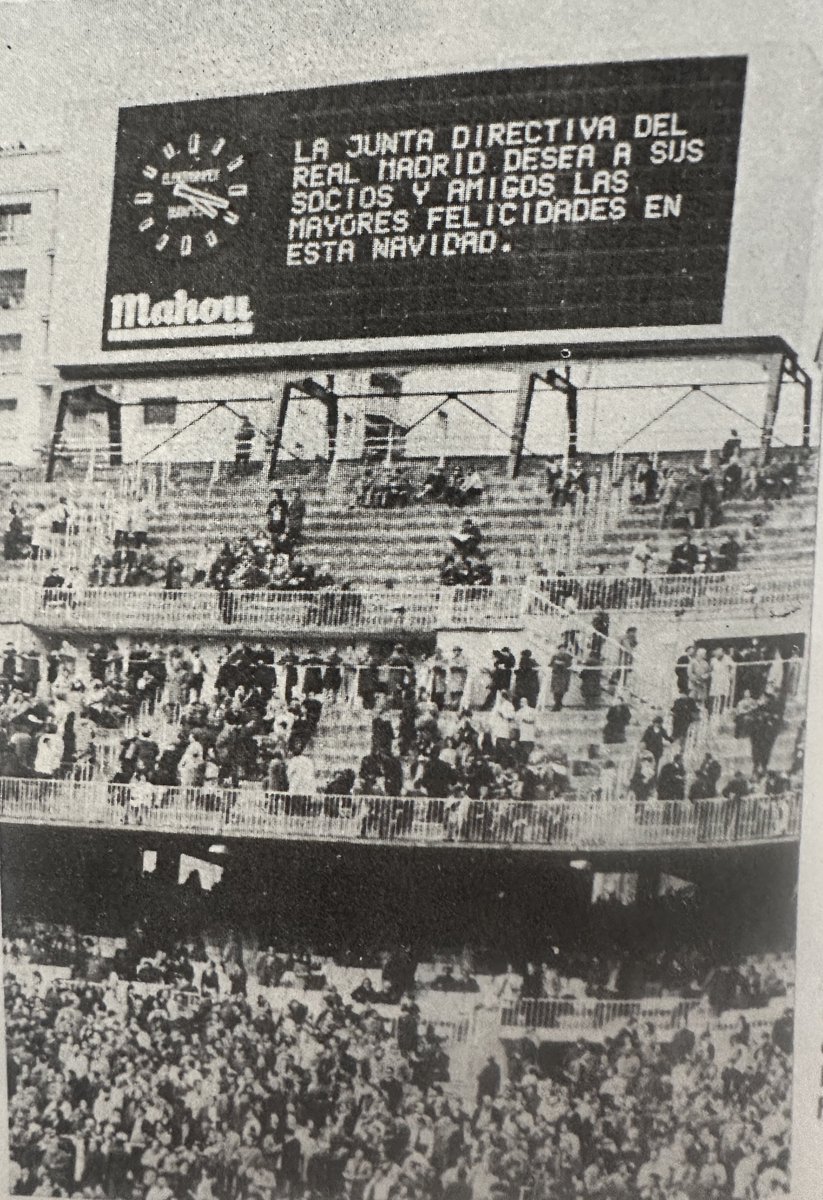 LA JUNTA DIRECTIVA DEL
REAL MADRID DESEA A SUS
SOCIOS Y AMIGOS LAS
MAYORES FELICIDADES EN
ESTA NAVIDAD.
Mahou